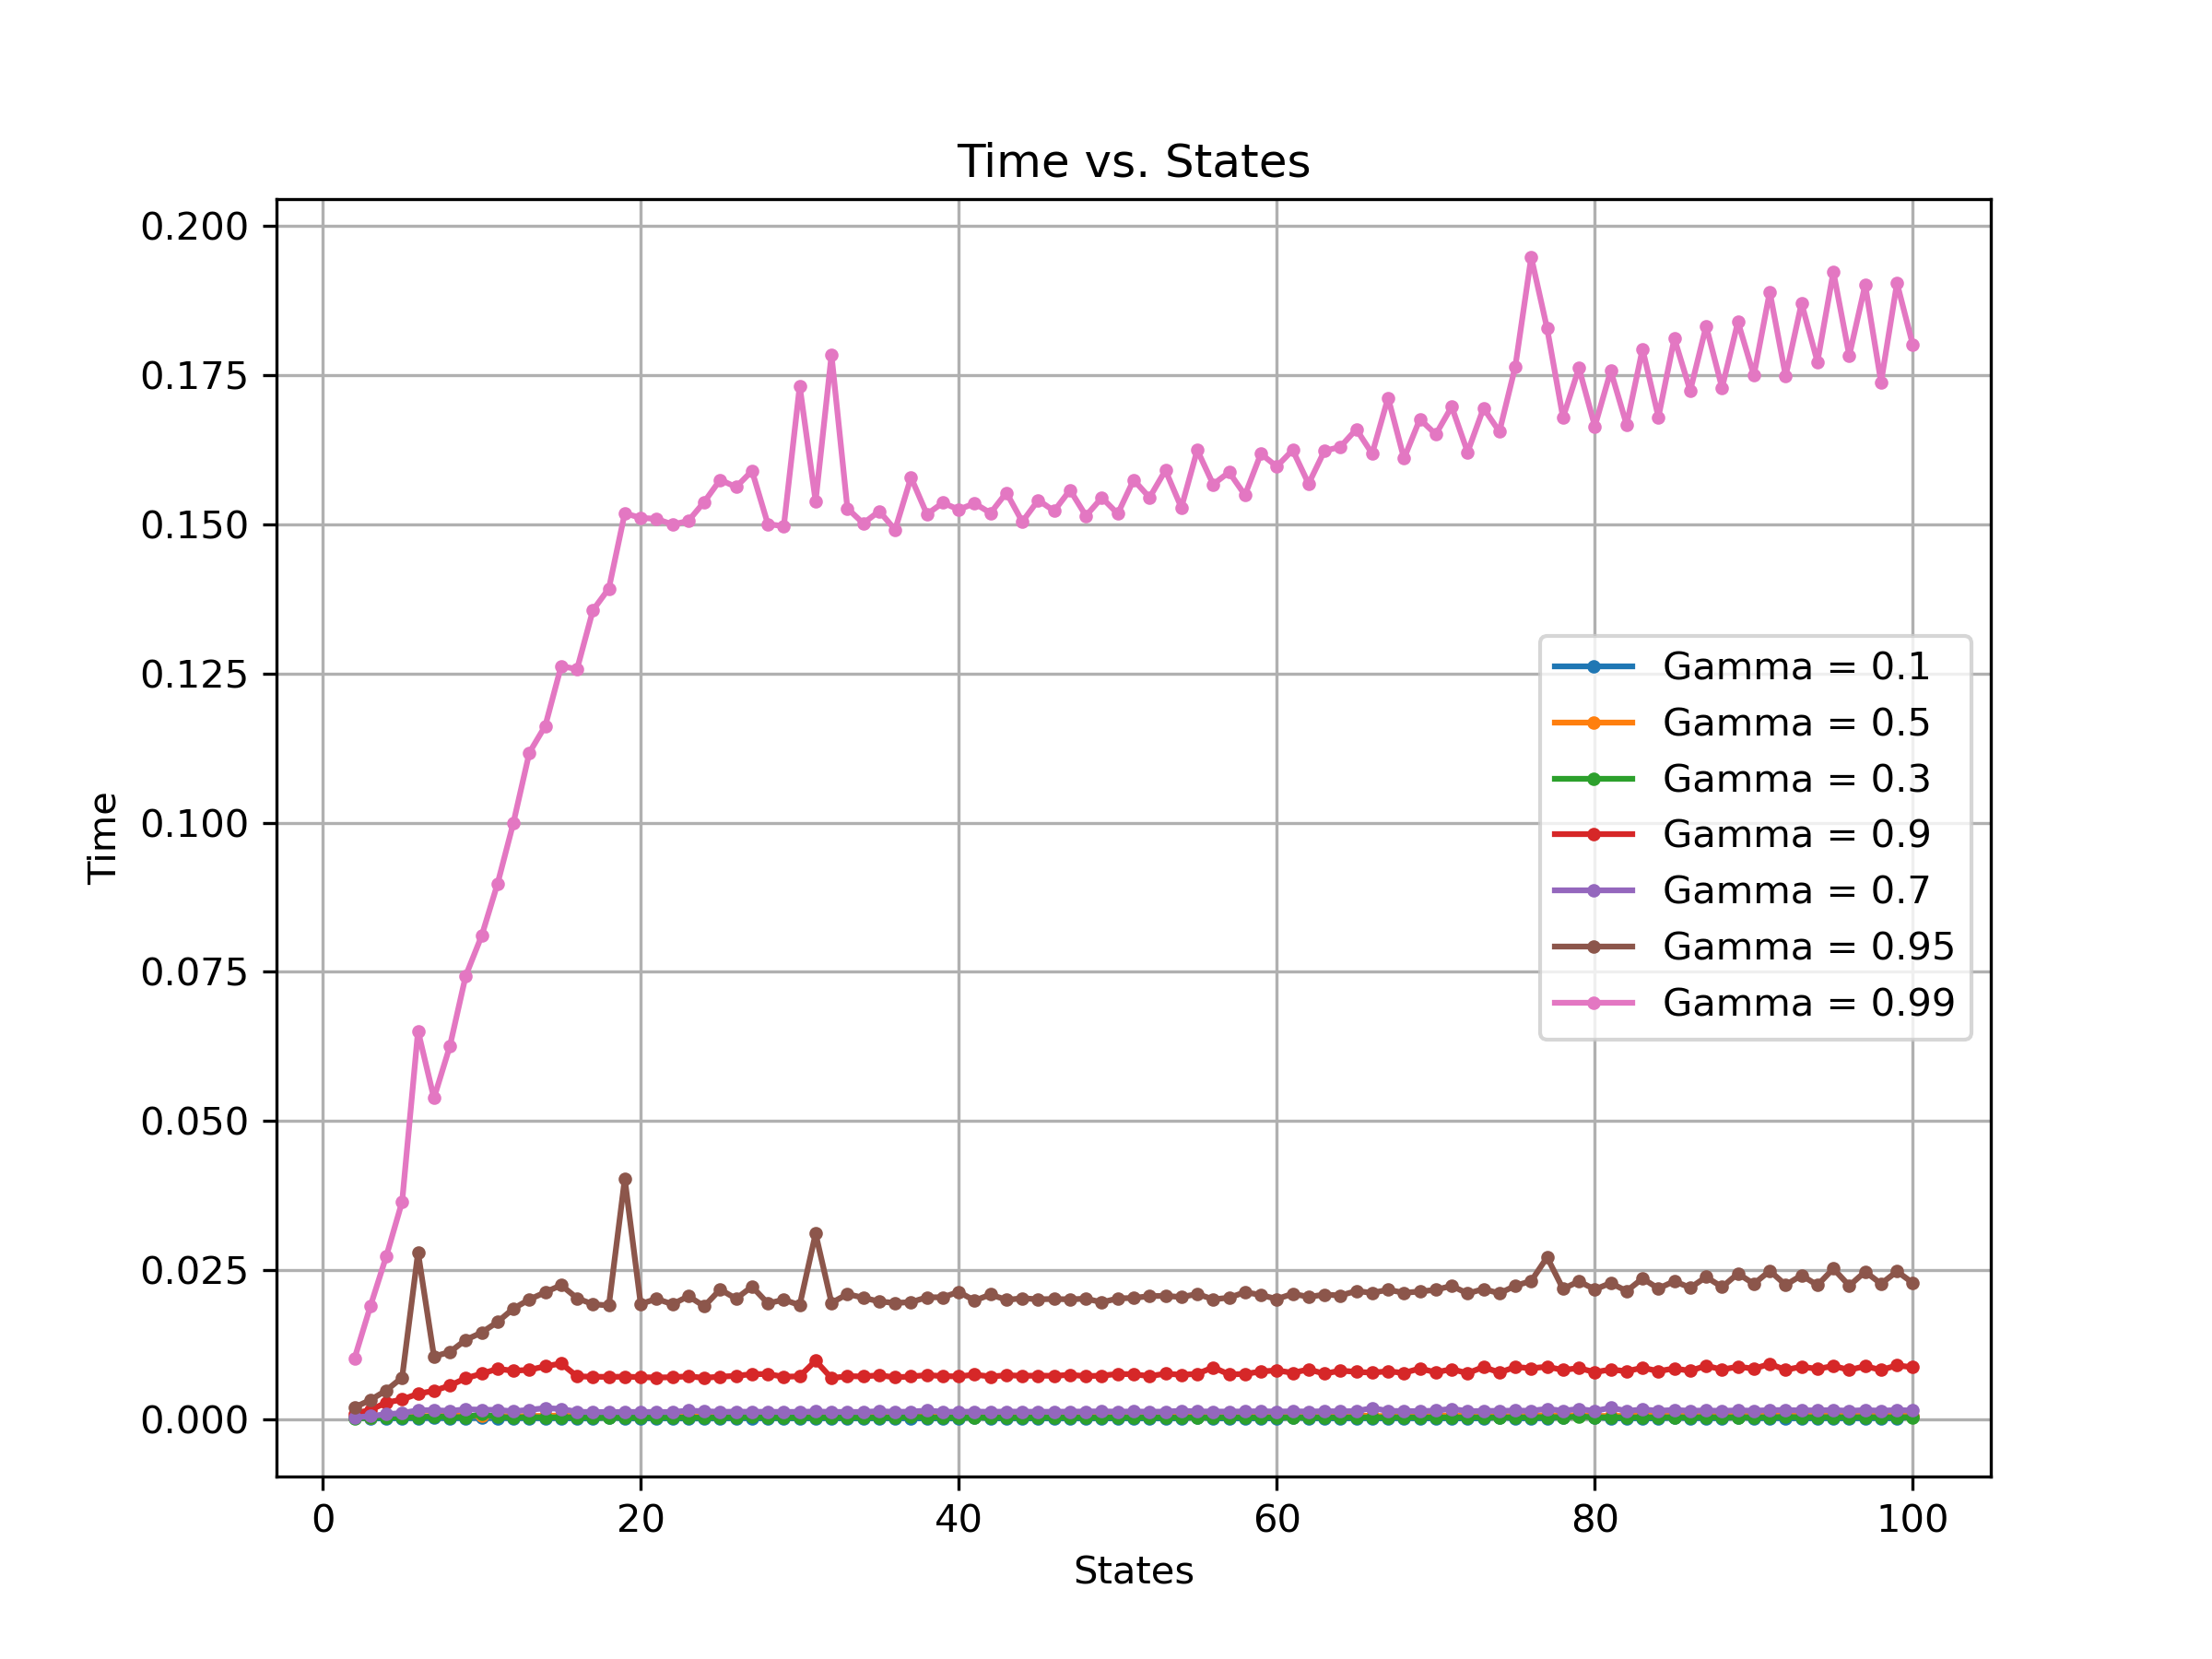 Time vs. States
0.200
0.175
0.150
0.125
0.100
0.075
0.050
0.025
0.000
Time
Gamma = 0.1
Gamma = 0.5
Gamma = 0.3
Gamma = 0.9
Gamma = 0.7
Gamma = 0.95
Gamma = 0.99
0 20 40 60 80 100
States